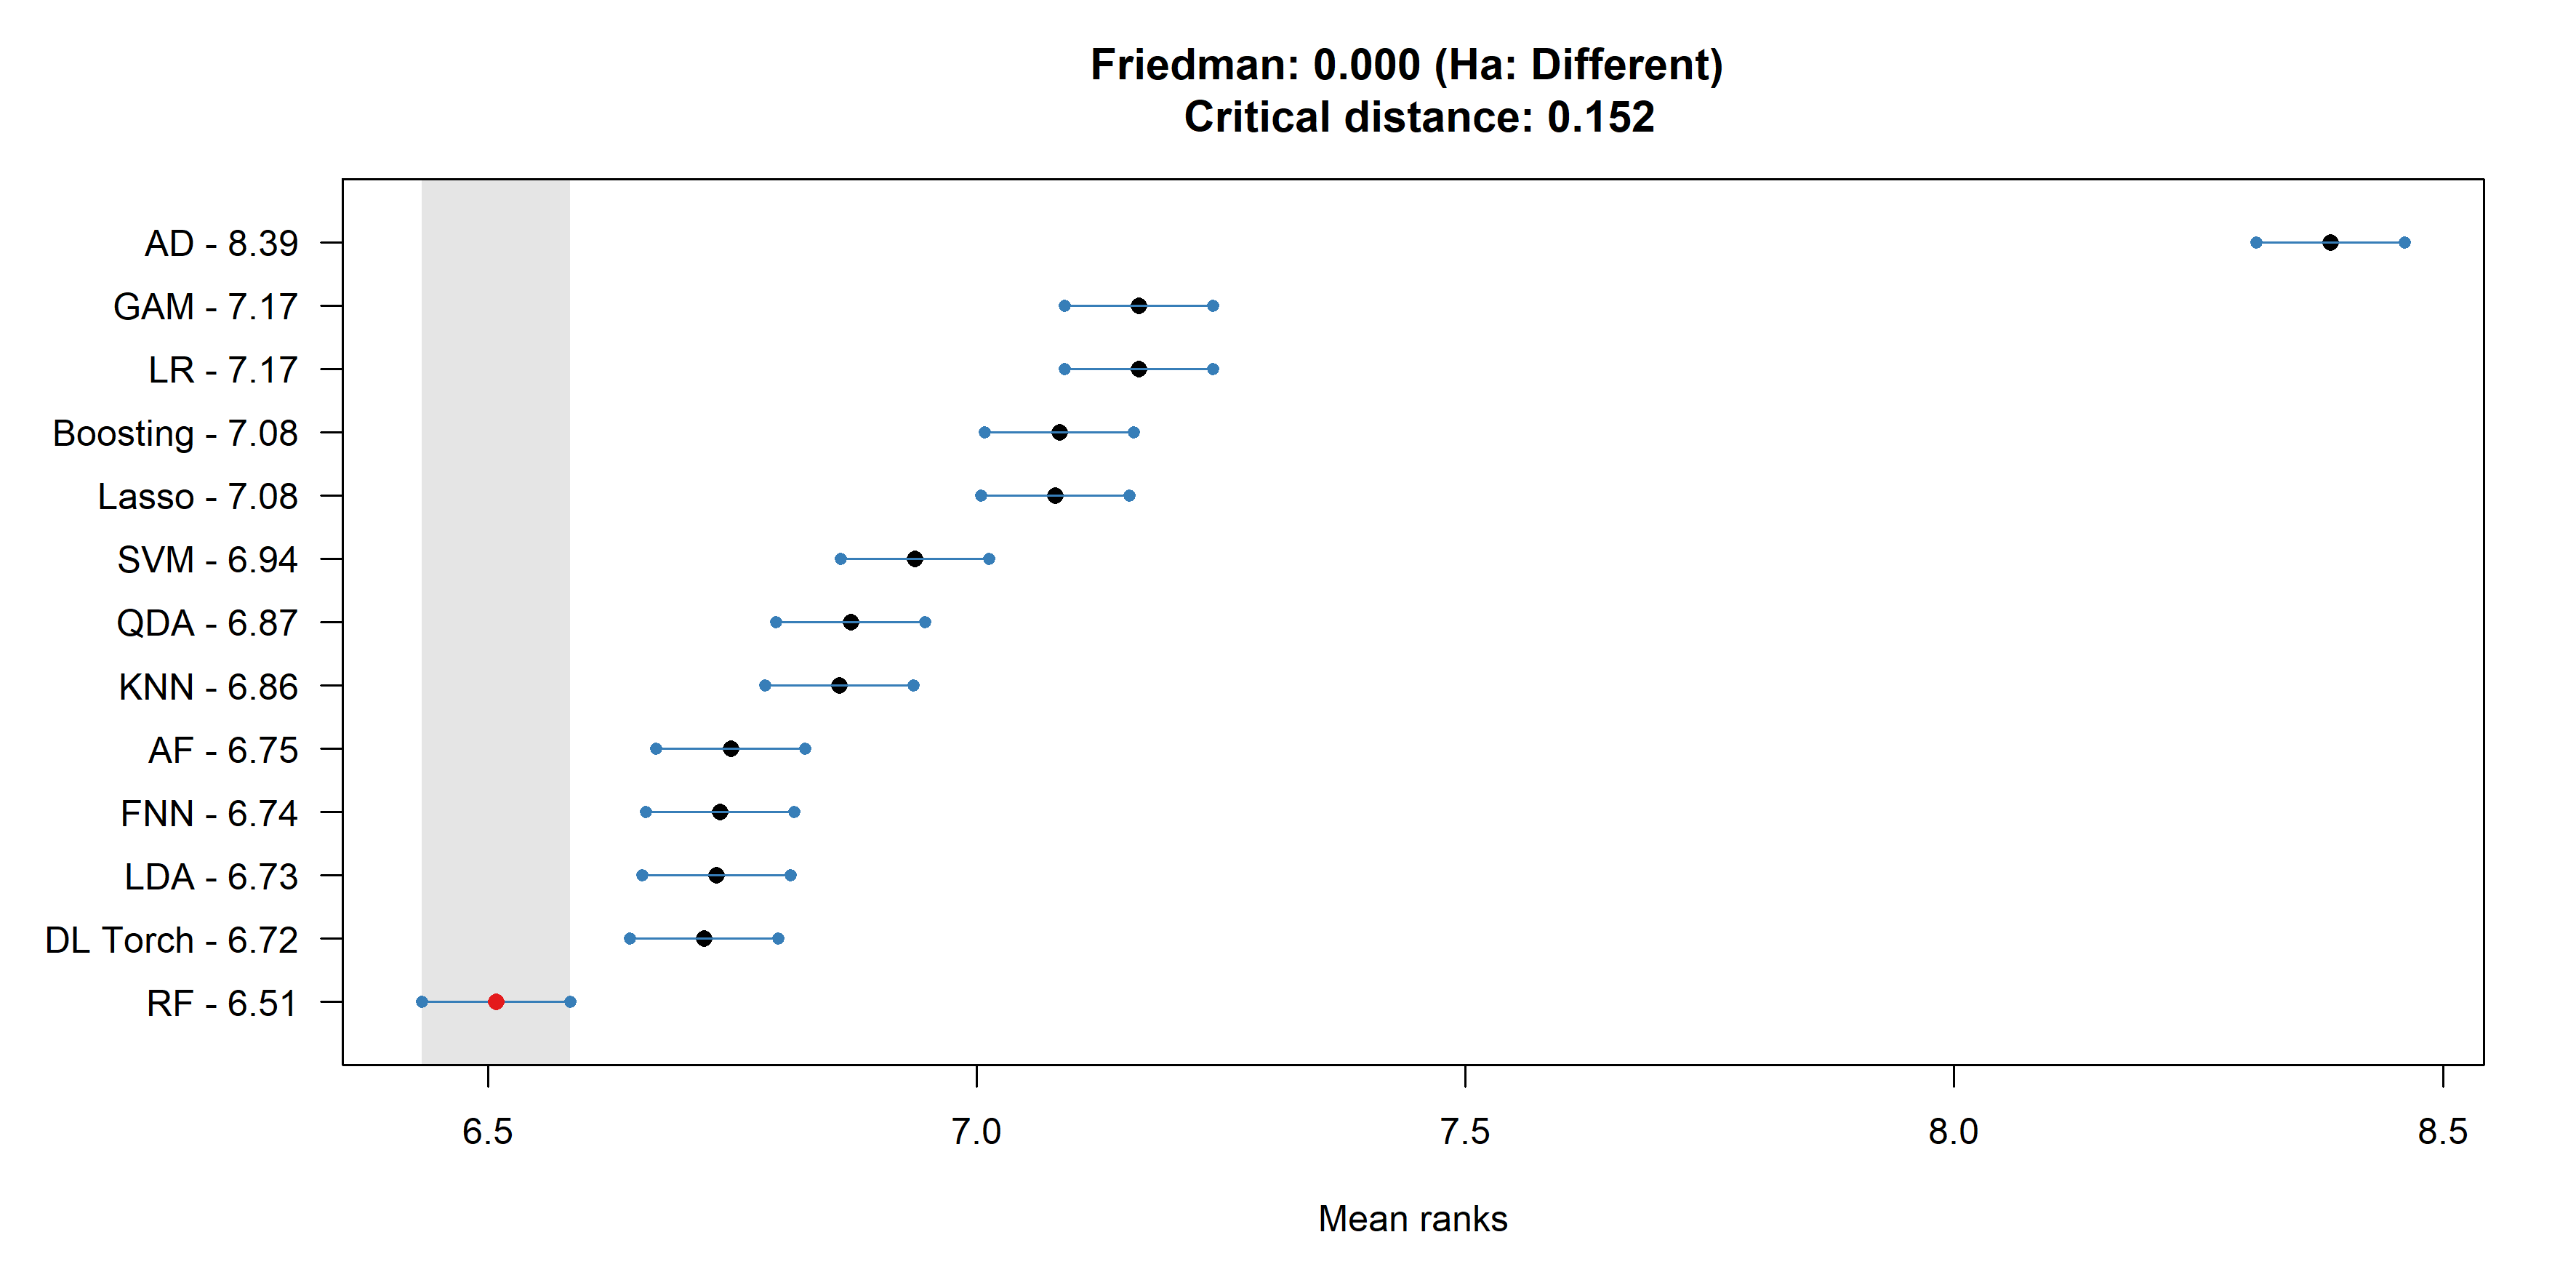 Friedman: 0.000 (Ha: Different)
Critical distance: 0.152
AD - 8.39
GAM - 7.17
LR - 7.17
Boosting - 7.08
Lasso - 7.08
SVM - 6.94
QDA - 6.87
KNN - 6.86
AF - 6.75
FNN - 6.74
LDA - 6.73
DL Torch - 6.72
RF - 6.51
6.5 7.0 7.5 8.0 8.5
Mean ranks